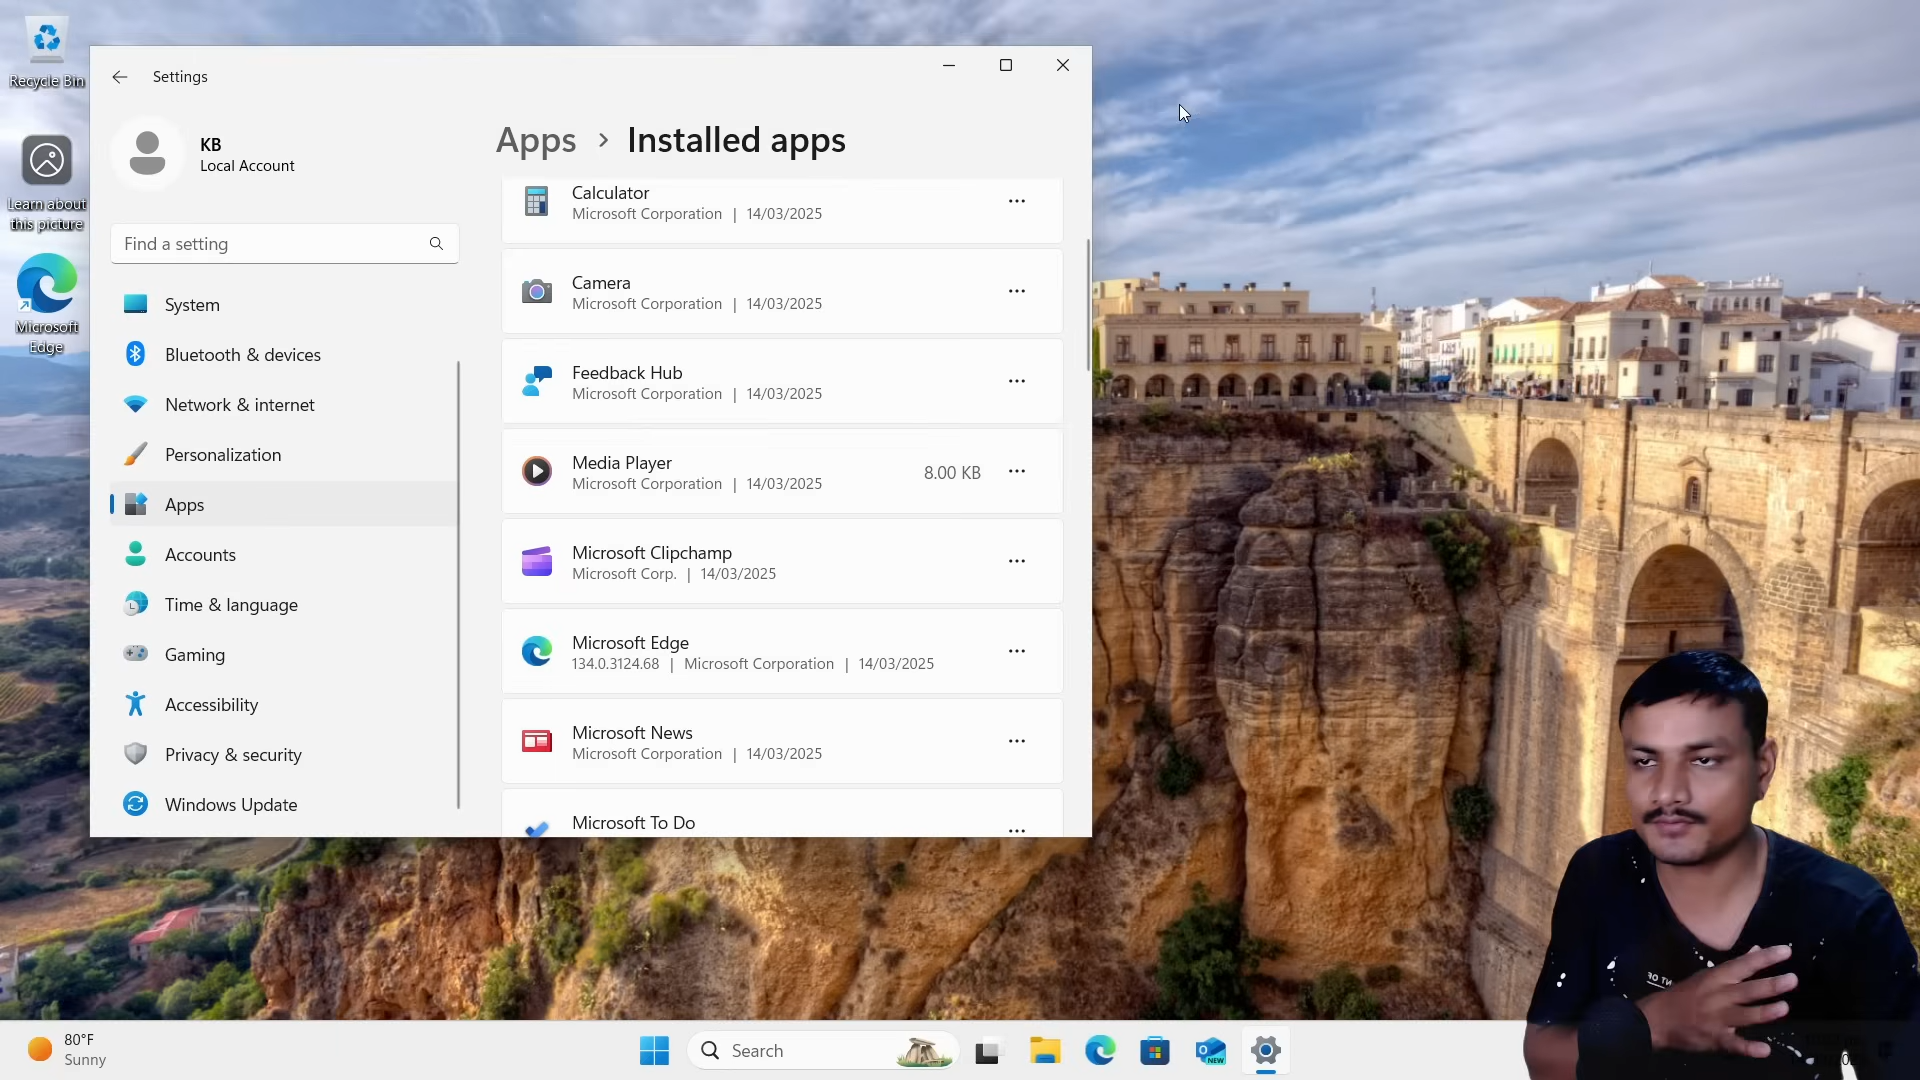 Recycle Bin
Learn about
this picture
Microsoft
Edge
Settings
KB
Local Account
Find a setting
System
Bluetooth & devices
Network & internet
Personalization
Apps
Accounts
Time & language
Gaming
Accessibility
Privacy & security
Windows Update
Apps > Installed apps
Calculator
Microsoft Corporation | 14/03/2025
Camera
Microsoft Corporation | 14/03/2025
Feedback Hub
Microsoft Corporation | 14/03/2025
Media Player
Microsoft Corporation | 14/03/2025
8.00 KB
Microsoft Clipchamp
Microsoft Corp. | 14/03/2025
Microsoft Edge
134.0.3124.68 | Microsoft Corporation | 14/03/2025
Microsoft News
Microsoft Corporation | 14/03/2025
Microsoft To Do
80°F
Sunny
Search
NEW